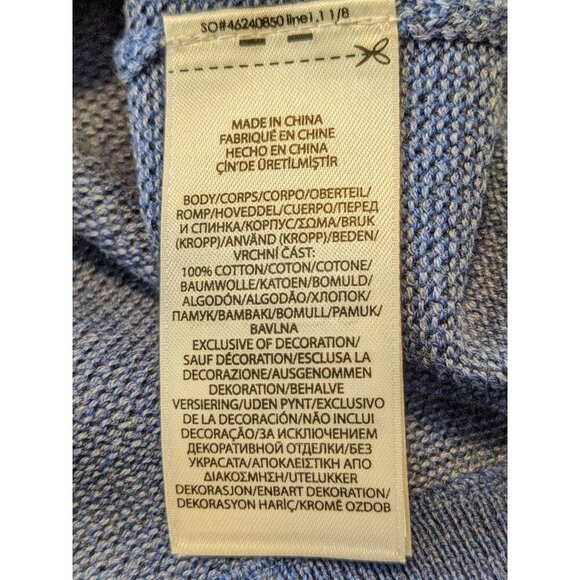 SO#46240850 line1,1 1/8
MADE IN CHINA
FABRIQUÉ EN CHINE
HECHO EN CHINA
ÇİN'DE ÜRETİLMİŞTİR
BODY/CORPS/CORPO/OBERTEIL/
ROMP/HOVEDDEL/CUERPO/ПЕРЕД
И СПИНКА/КОРПУС/ΣΩΜΑ/BRUK
(KROPP)/ANVÄND (KROPP)/BEDEN/
VRCHNÍ ČÁST:
100% COTTON/COTON/COTONE/
BAUMWOLLE/KATOEN/BOMULD/
ALGODÓN/ALGODÃO/ХЛОПОК/
ПАМУК/ΒΑΜΒΑΚΙ/BOMULL/PAMUK/
BAVLNA
EXCLUSIVE OF DECORATION/
SAUF DÉCORATION/ESCLUSA LA
DECORAZIONE/AUSGENOMMEN
DEKORATION/BEHALVE
VERSIERING/UDEN PYNT/EXCLUSIVO
DE LA DECORACIÓN/NÃO INCLUI
DECORAÇÃO/ЗА ИСКЛЮЧЕНИЕМ
ДЕКОРАТИВНОЙ ОТДЕЛКИ/БЕЗ
УКРАСАТА/ΑΠΟΚΛΕΙΣΤΙΚΗ ΑΠΟ
ΔΙΑΚΟΣΜΗΣΗ/UTELUKKER
DEKORASJON/ENBART DEKORATION/
DEKORASYON HARİÇ/KROMĚ OZDOB